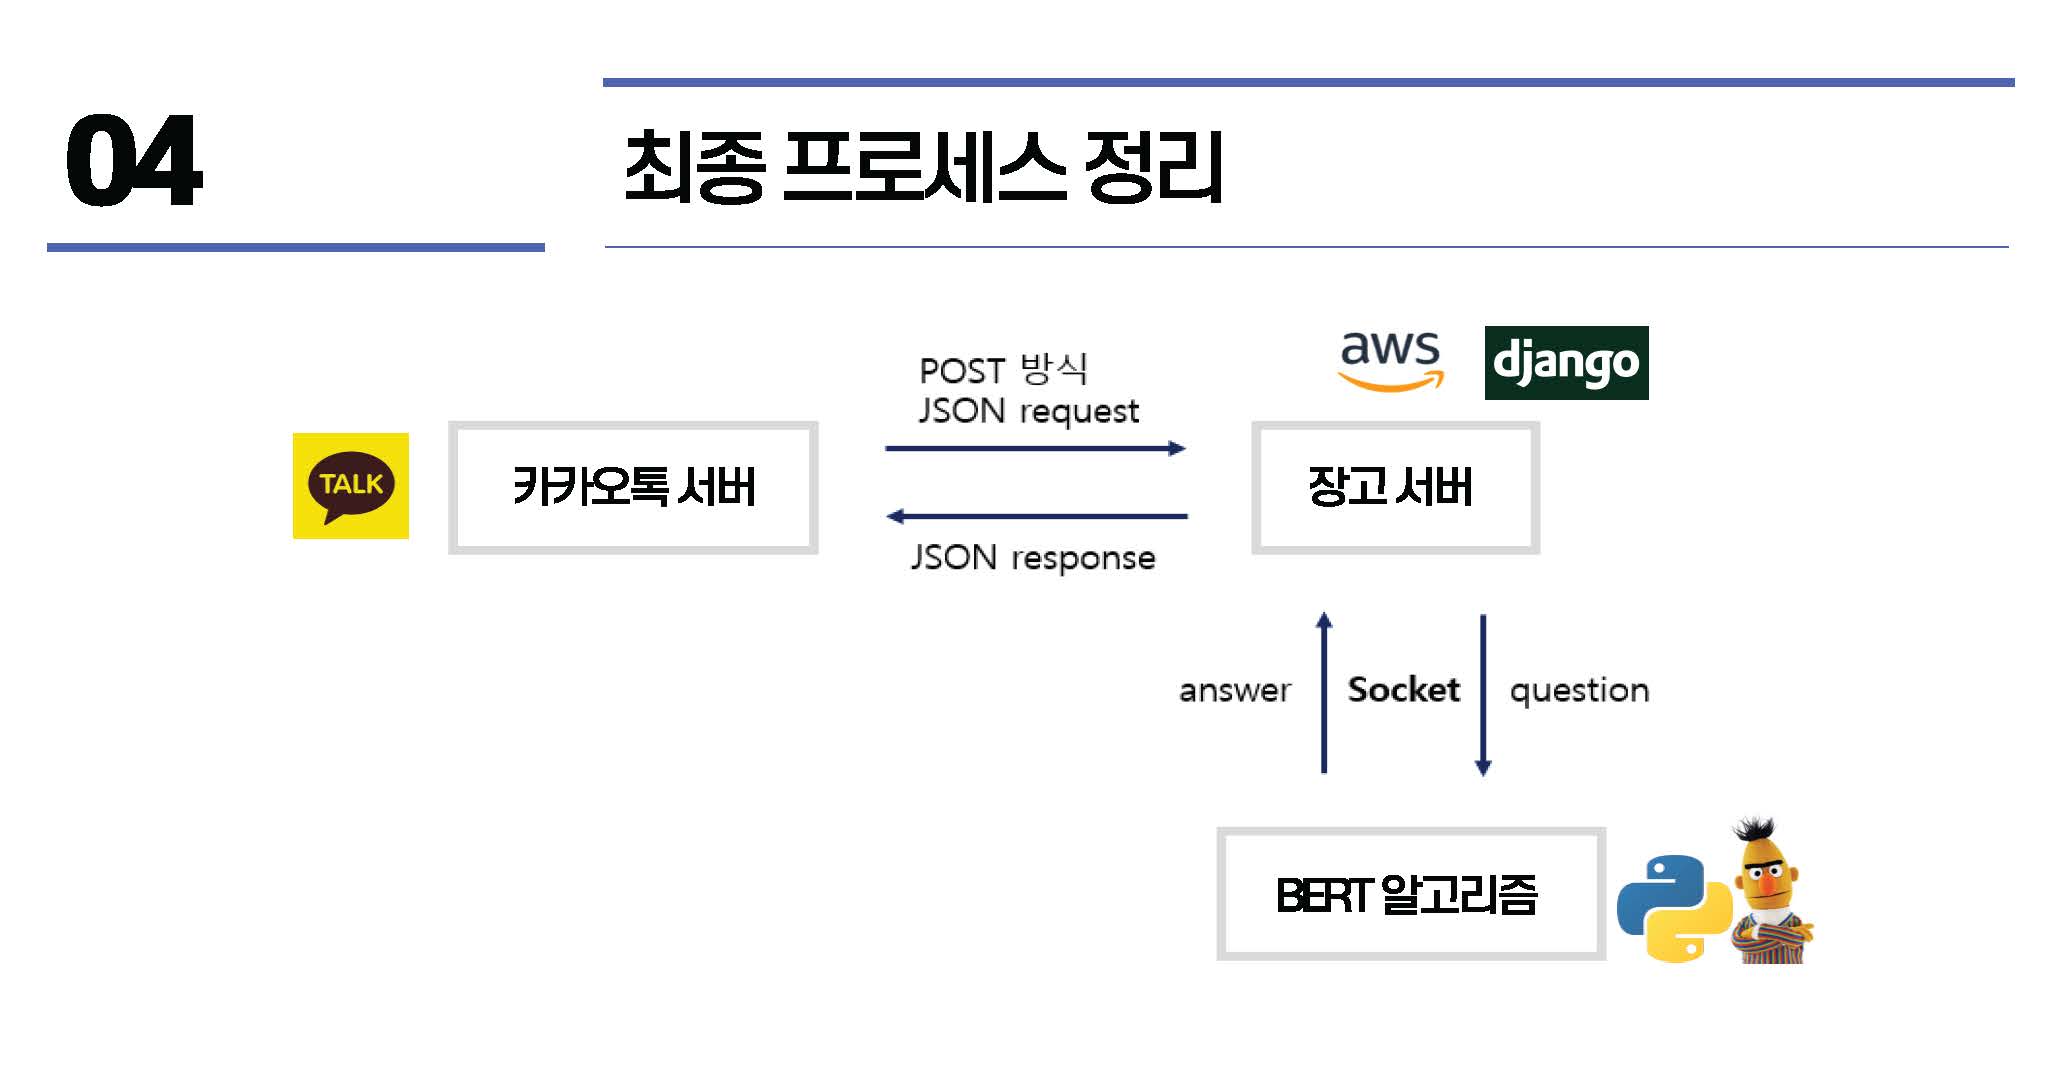 04
최종 프로세스 정리
aws
django
POST 방식
JSON request
TALK
카카오톡 서버
장고 서버
JSON response
answer
Socket
question
BERT 알고리즘